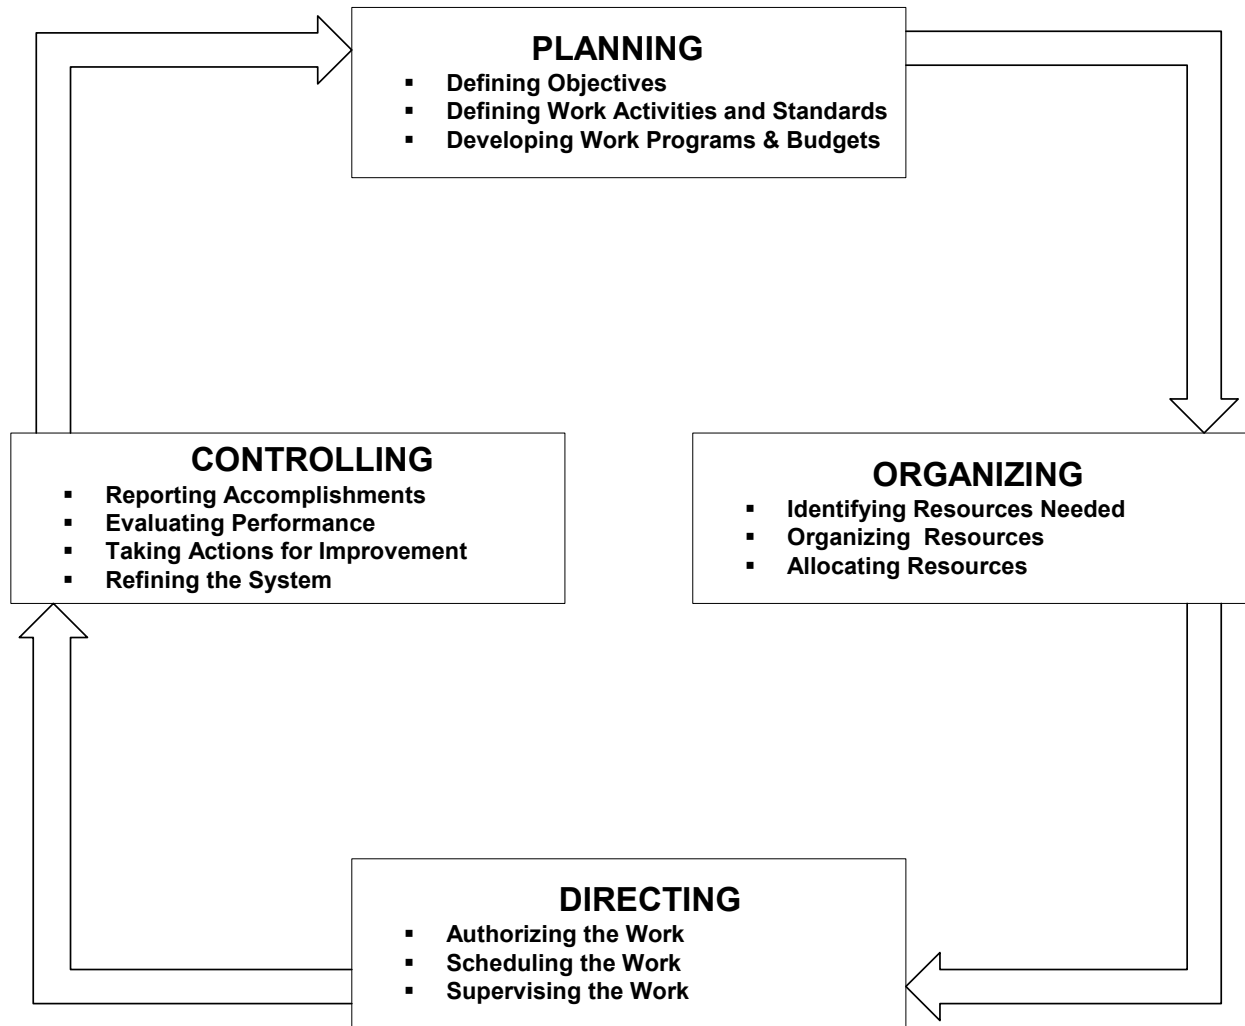 PLANNING
▪ Defining Objectives
▪ Defining Work Activities and Standards
▪ Developing Work Programs & Budgets
CONTROLLING
▪ Reporting Accomplishments
▪ Evaluating Performance
▪ Taking Actions for Improvement
▪ Refining the System
ORGANIZING
▪ Identifying Resources Needed
▪ Organizing Resources
▪ Allocating Resources
DIRECTING
▪ Authorizing the Work
▪ Scheduling the Work
▪ Supervising the Work